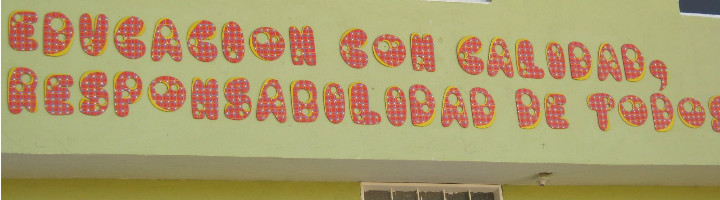 EDUCACION CON CALIDAD,
RESPONSABILIDAD DE TODOS